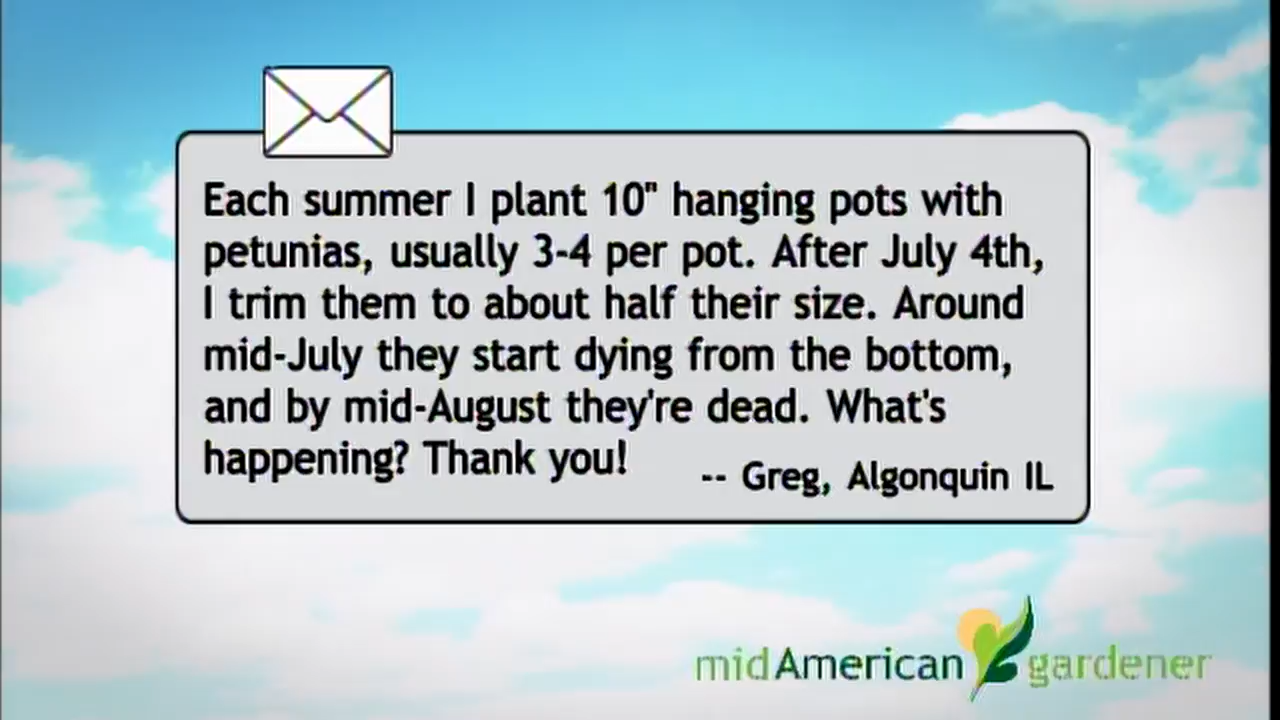 Each summer I plant 10" hanging pots with
petunias, usually 3-4 per pot. After July 4th,
I trim them to about half their size. Around
mid-July they start dying from the bottom,
and by mid-August they're dead. What's
happening? Thank you!
-- Greg, Algonquin IL
midAmerican gardener